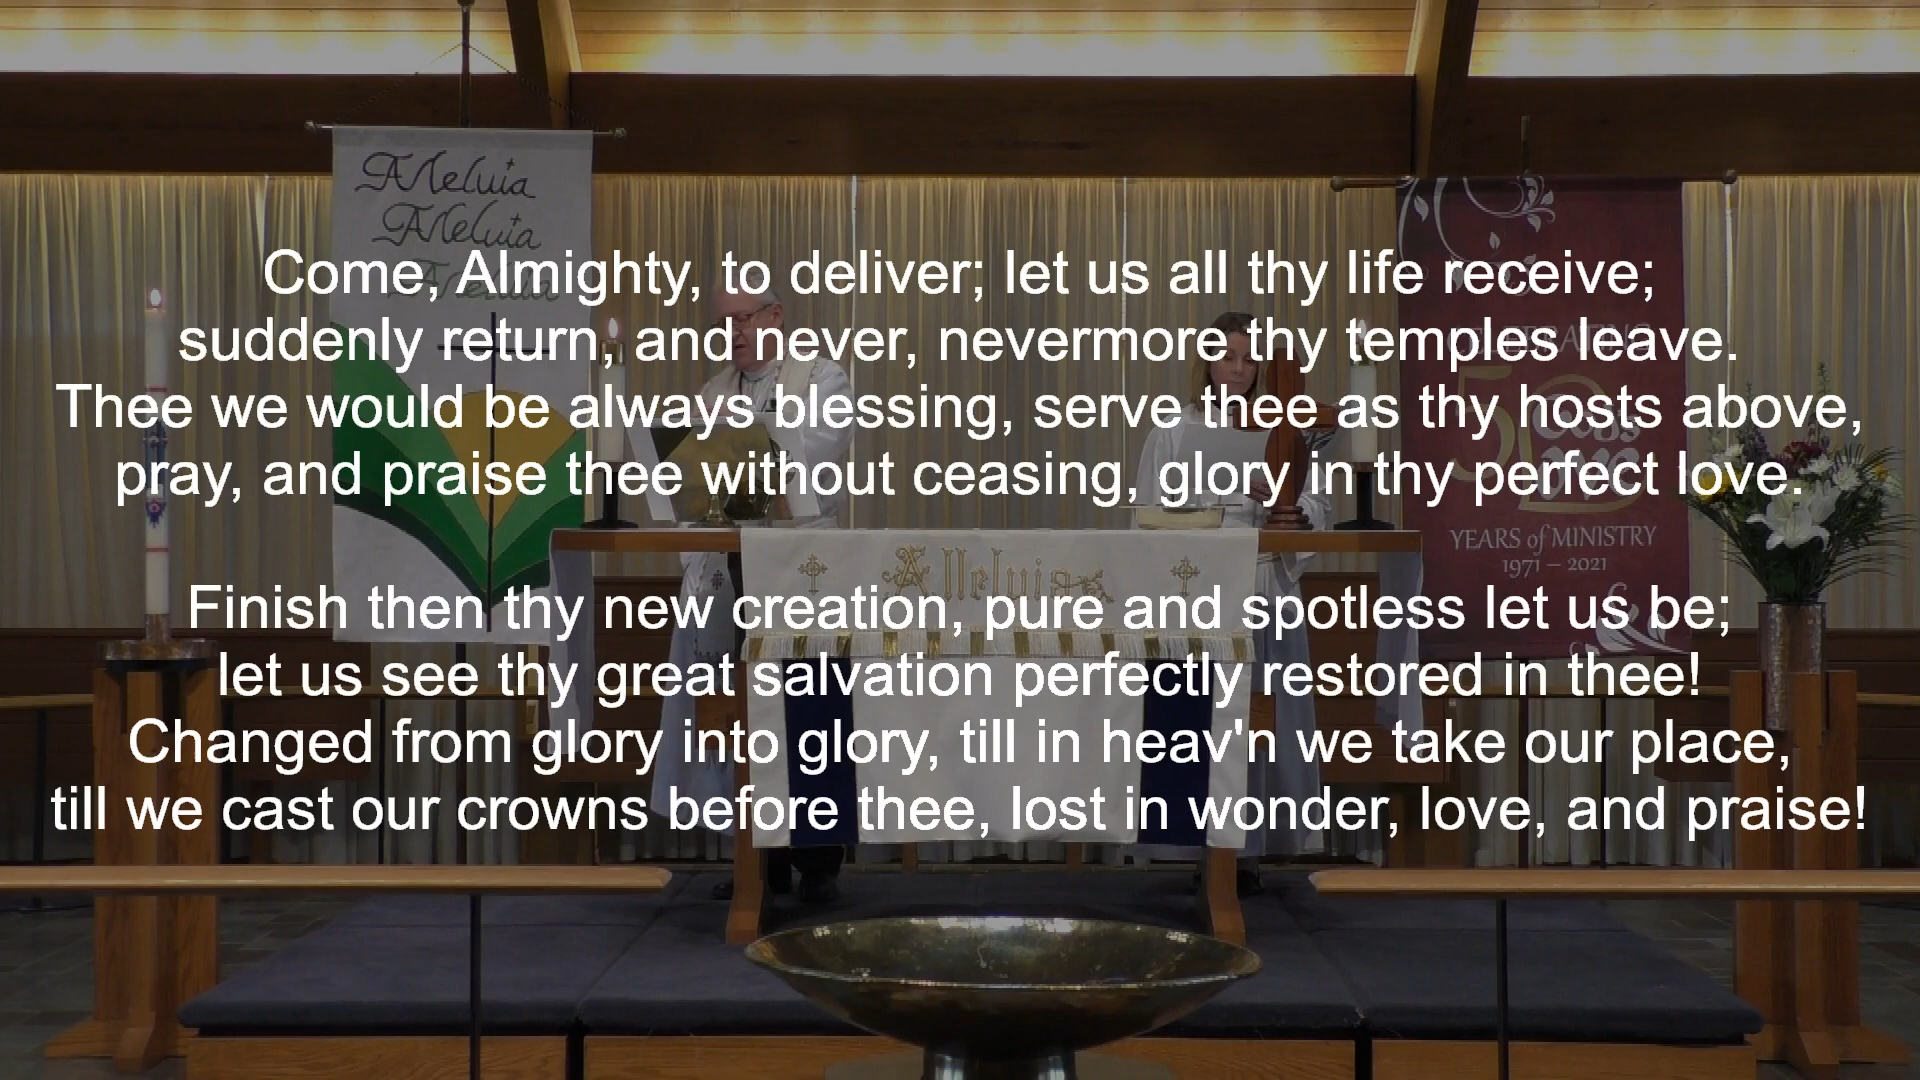 Alleluia
Alleluia
Alleluia
Come, Almighty, to deliver; let us all thy life receive;
suddenly return, and never, nevermore thy temples leave.
Thee we would be always blessing, serve thee as thy hosts above,
pray, and praise thee without ceasing, glory in thy perfect love.
Finish then thy new creation, pure and spotless let us be;
let us see thy great salvation perfectly restored in thee!
Changed from glory into glory, till in heav'n we take our place,
till we cast our crowns before thee, lost in wonder, love, and praise!
Alleluia
CELEBRATING
50
YEARS of MINISTRY
1971 – 2021